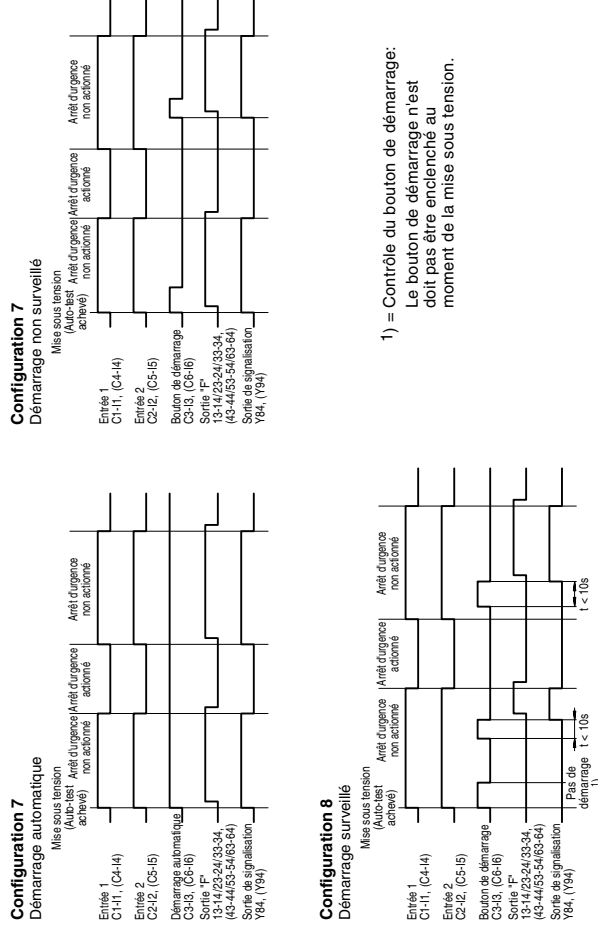 Configuration 7
Démarrage automatique
Mise sous tension
(Auto-test
achevé)
Arrêt d'urgence
non actionné
Arrêt d'urgence
actionné
Arrêt d'urgence
non actionné
Entrée 1
C1-I1, (C4-I4)
Entrée 2
C2-I2, (C5-I5)
Démarrage automatique
C3-I3, (C6-I6)
Sortie "F"
13-14/23-24/33-34,
(43-44/53-54/63-64)
Sortie de signalisation
Y84, (Y94)
Configuration 7
Démarrage non surveillé
Mise sous tension
(Auto-test
achevé)
Arrêt d'urgence
non actionné
Arrêt d'urgence
actionné
Arrêt d'urgence
non actionné
Entrée 1
C1-I1, (C4-I4)
Entrée 2
C2-I2, (C5-I5)
Bouton de démarrage
C3-I3, (C6-I6)
Sortie "F"
13-14/23-24/33-34,
(43-44/53-54/63-64)
Sortie de signalisation
Y84, (Y94)
Configuration 8
Démarrage surveillé
Mise sous tension
(Auto-test
achevé)
Arrêt d'urgence
non actionné
Arrêt d'urgence
actionné
Arrêt d'urgence
non actionné
Entrée 1
C1-I1, (C4-I4)
Entrée 2
C2-I2, (C5-I5)
Bouton de démarrage
C3-I3, (C6-I6)
Sortie "F"
13-14/23-24/33-34,
(43-44/53-54/63-64)
Sortie de signalisation
Y84, (Y94)
Pas de
démarrage
1)
t < 10s
t < 10s
1) = Contrôle du bouton de démarrage:
Le bouton de démarrage n'est
doit pas être enclenché au
moment de la mise sous tension.